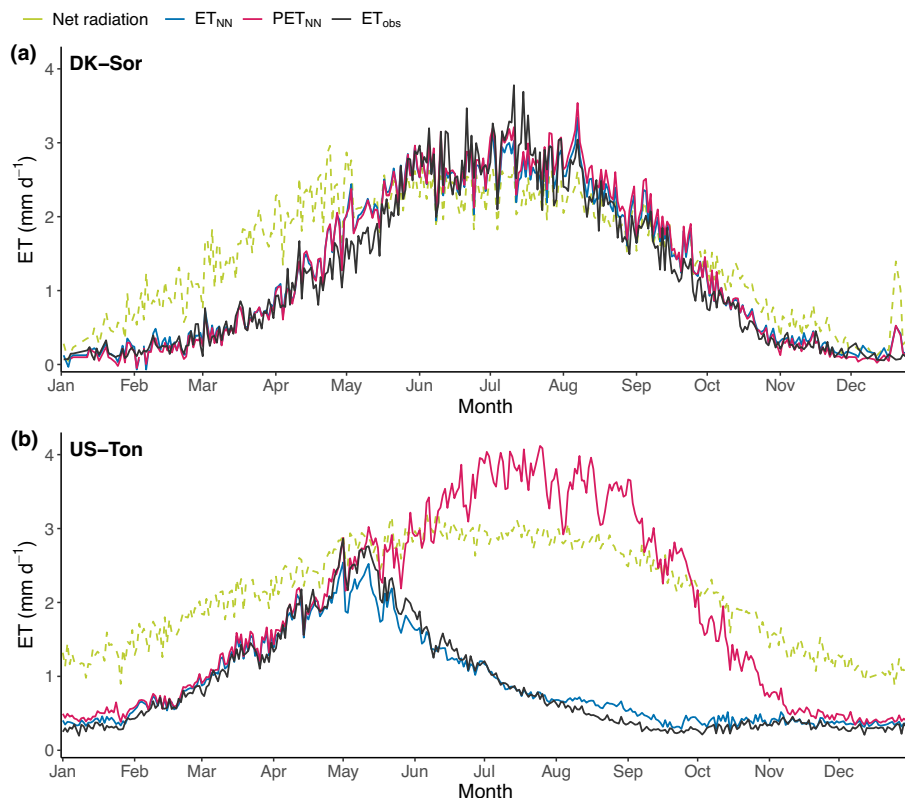 Net radiation ET_NN PET_NN ET_obs
(a)
DK–Sor
4
3
2
1
0
ET (mm d⁻¹)
Jan Feb Mar Apr May Jun Jul Aug Sep Oct Nov Dec
Month
(b)
US–Ton
4
3
2
1
0
ET (mm d⁻¹)
Jan Feb Mar Apr May Jun Jul Aug Sep Oct Nov Dec
Month